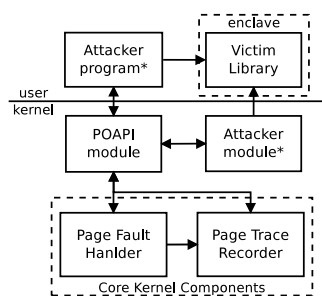 enclave
Attacker
program*
Victim
Library
user
kernel
POAPI
module
Attacker
module*
Page Fault
Hanlder
Page Trace
Recorder
Core Kernel Components